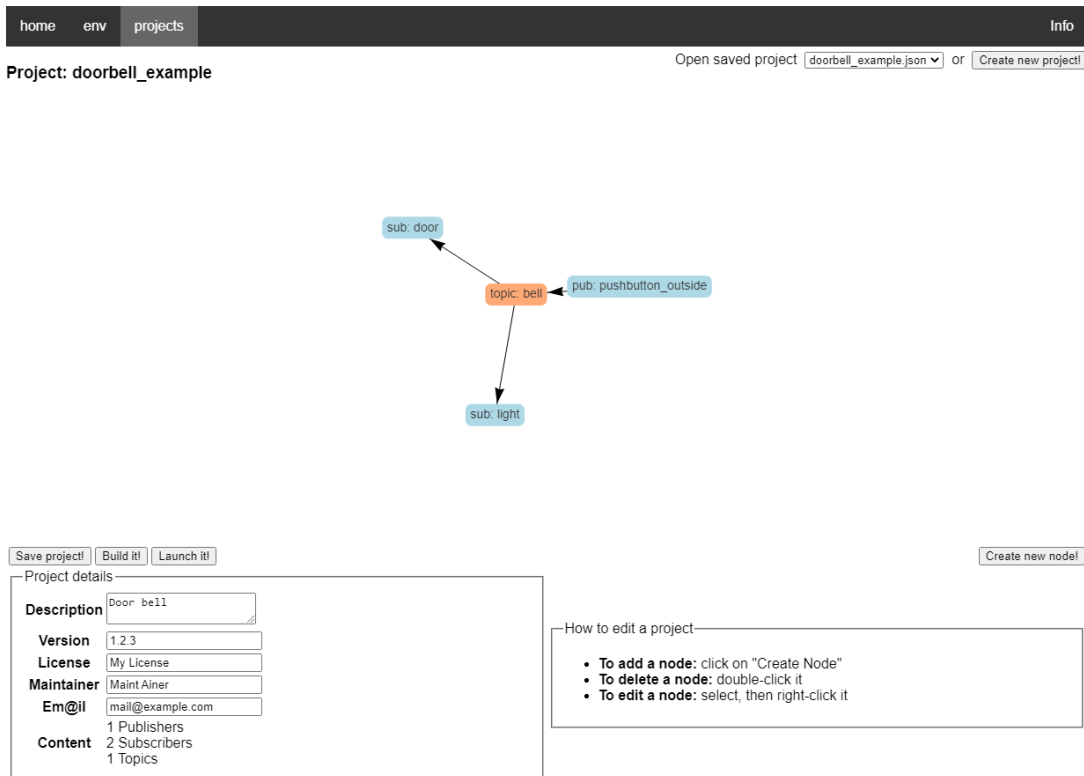 home env projects Info
Open saved project doorbell_example.json or Create new project!
Project: doorbell_example
sub: door
pub: pushbutton_outside
topic: bell
sub: light
Save project! Build it! Launch it! Create new node!
Project details
Description Door bell
Version 1.2.3
License My License
Maintainer Maint Ainer
Em@il mail@example.com
Content 1 Publishers
2 Subscribers
1 Topics
How to edit a project
To add a node: click on "Create Node"
To delete a node: double-click it
To edit a node: select, then right-click it